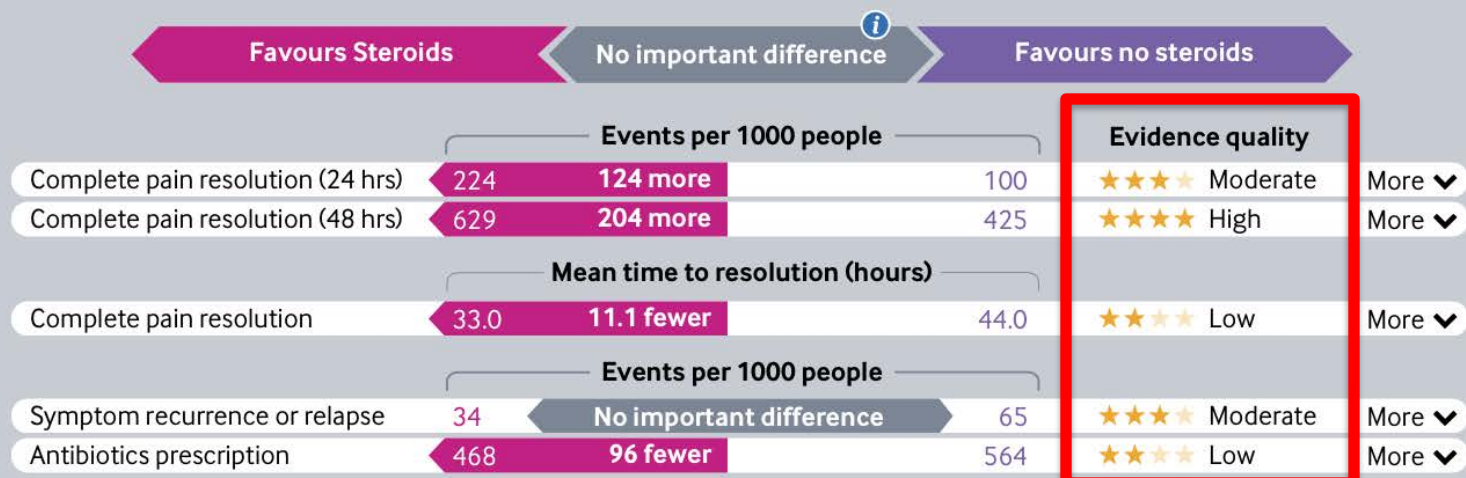 Favours Steroids No important difference i Favours no steroids
Events per 1000 people Evidence quality
Complete pain resolution (24 hrs) 224 124 more 100 Moderate More
Complete pain resolution (48 hrs) 629 204 more 425 High More
Mean time to resolution (hours)
Complete pain resolution 33.0 11.1 fewer 44.0 Low More
Events per 1000 people
Symptom recurrence or relapse 34 No important difference 65 Moderate More
Antibiotics prescription 468 96 fewer 564 Low More